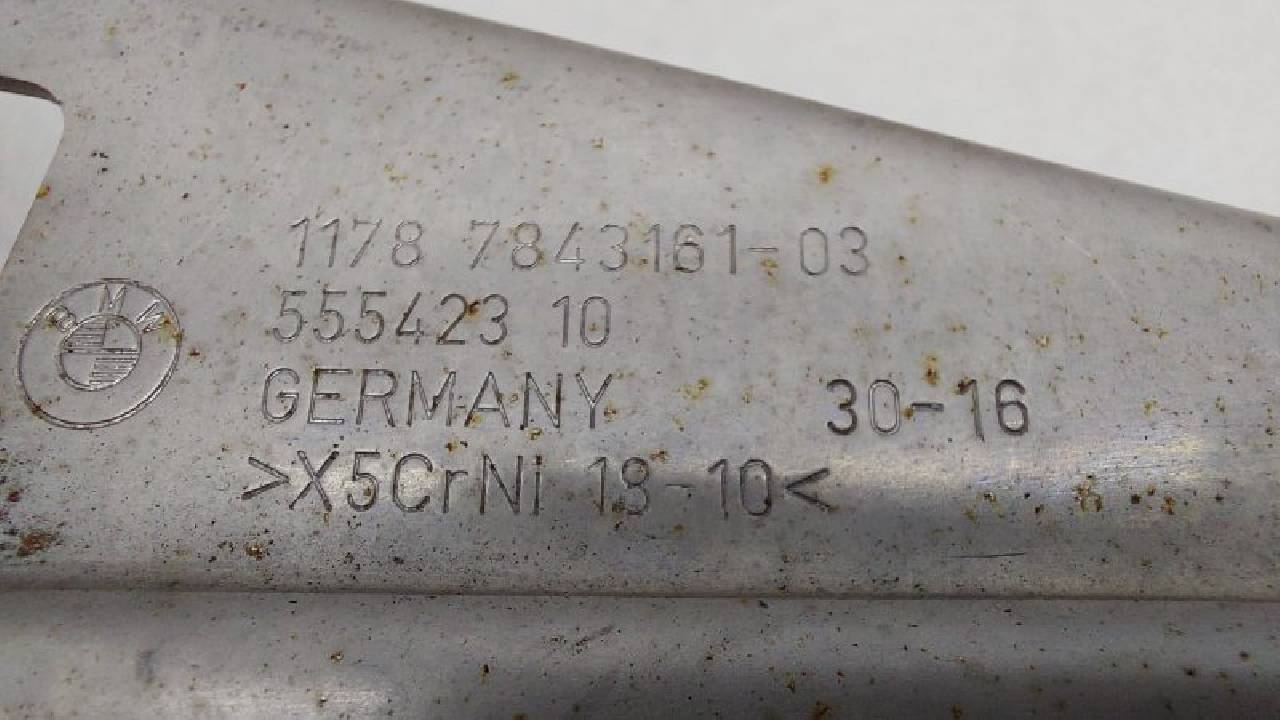 1178 7843161-03
555423 10
BMW
GERMANY 30-16
>X5CrNi 18-10<